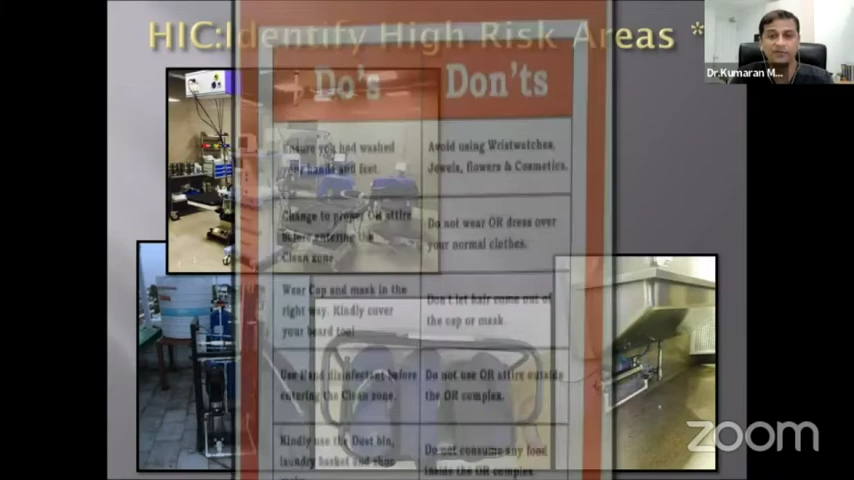 HIC:Identify High Risk Areas *
Dr.Kumaran M...
Do's
Don'ts
Ensure you had washed
your hands and feet.
Avoid using Wristwatches,
Jewels, flowers & Cosmetics.
Change to proper OR attire
before entering the
Clean zone.
Do not wear OR dress over
your normal clothes.
Wear Cap and mask in the
right way. Kindly cover
your beard too!
Don't let hair come out of
the cap or mask.
Use Hand disinfectant before
entering the Clean zone.
Do not use OR attire outside
the OR complex.
Kindly use the Dust bin,
laundry basket and shoe
Do not consume any food
inside the OR complex
zoom